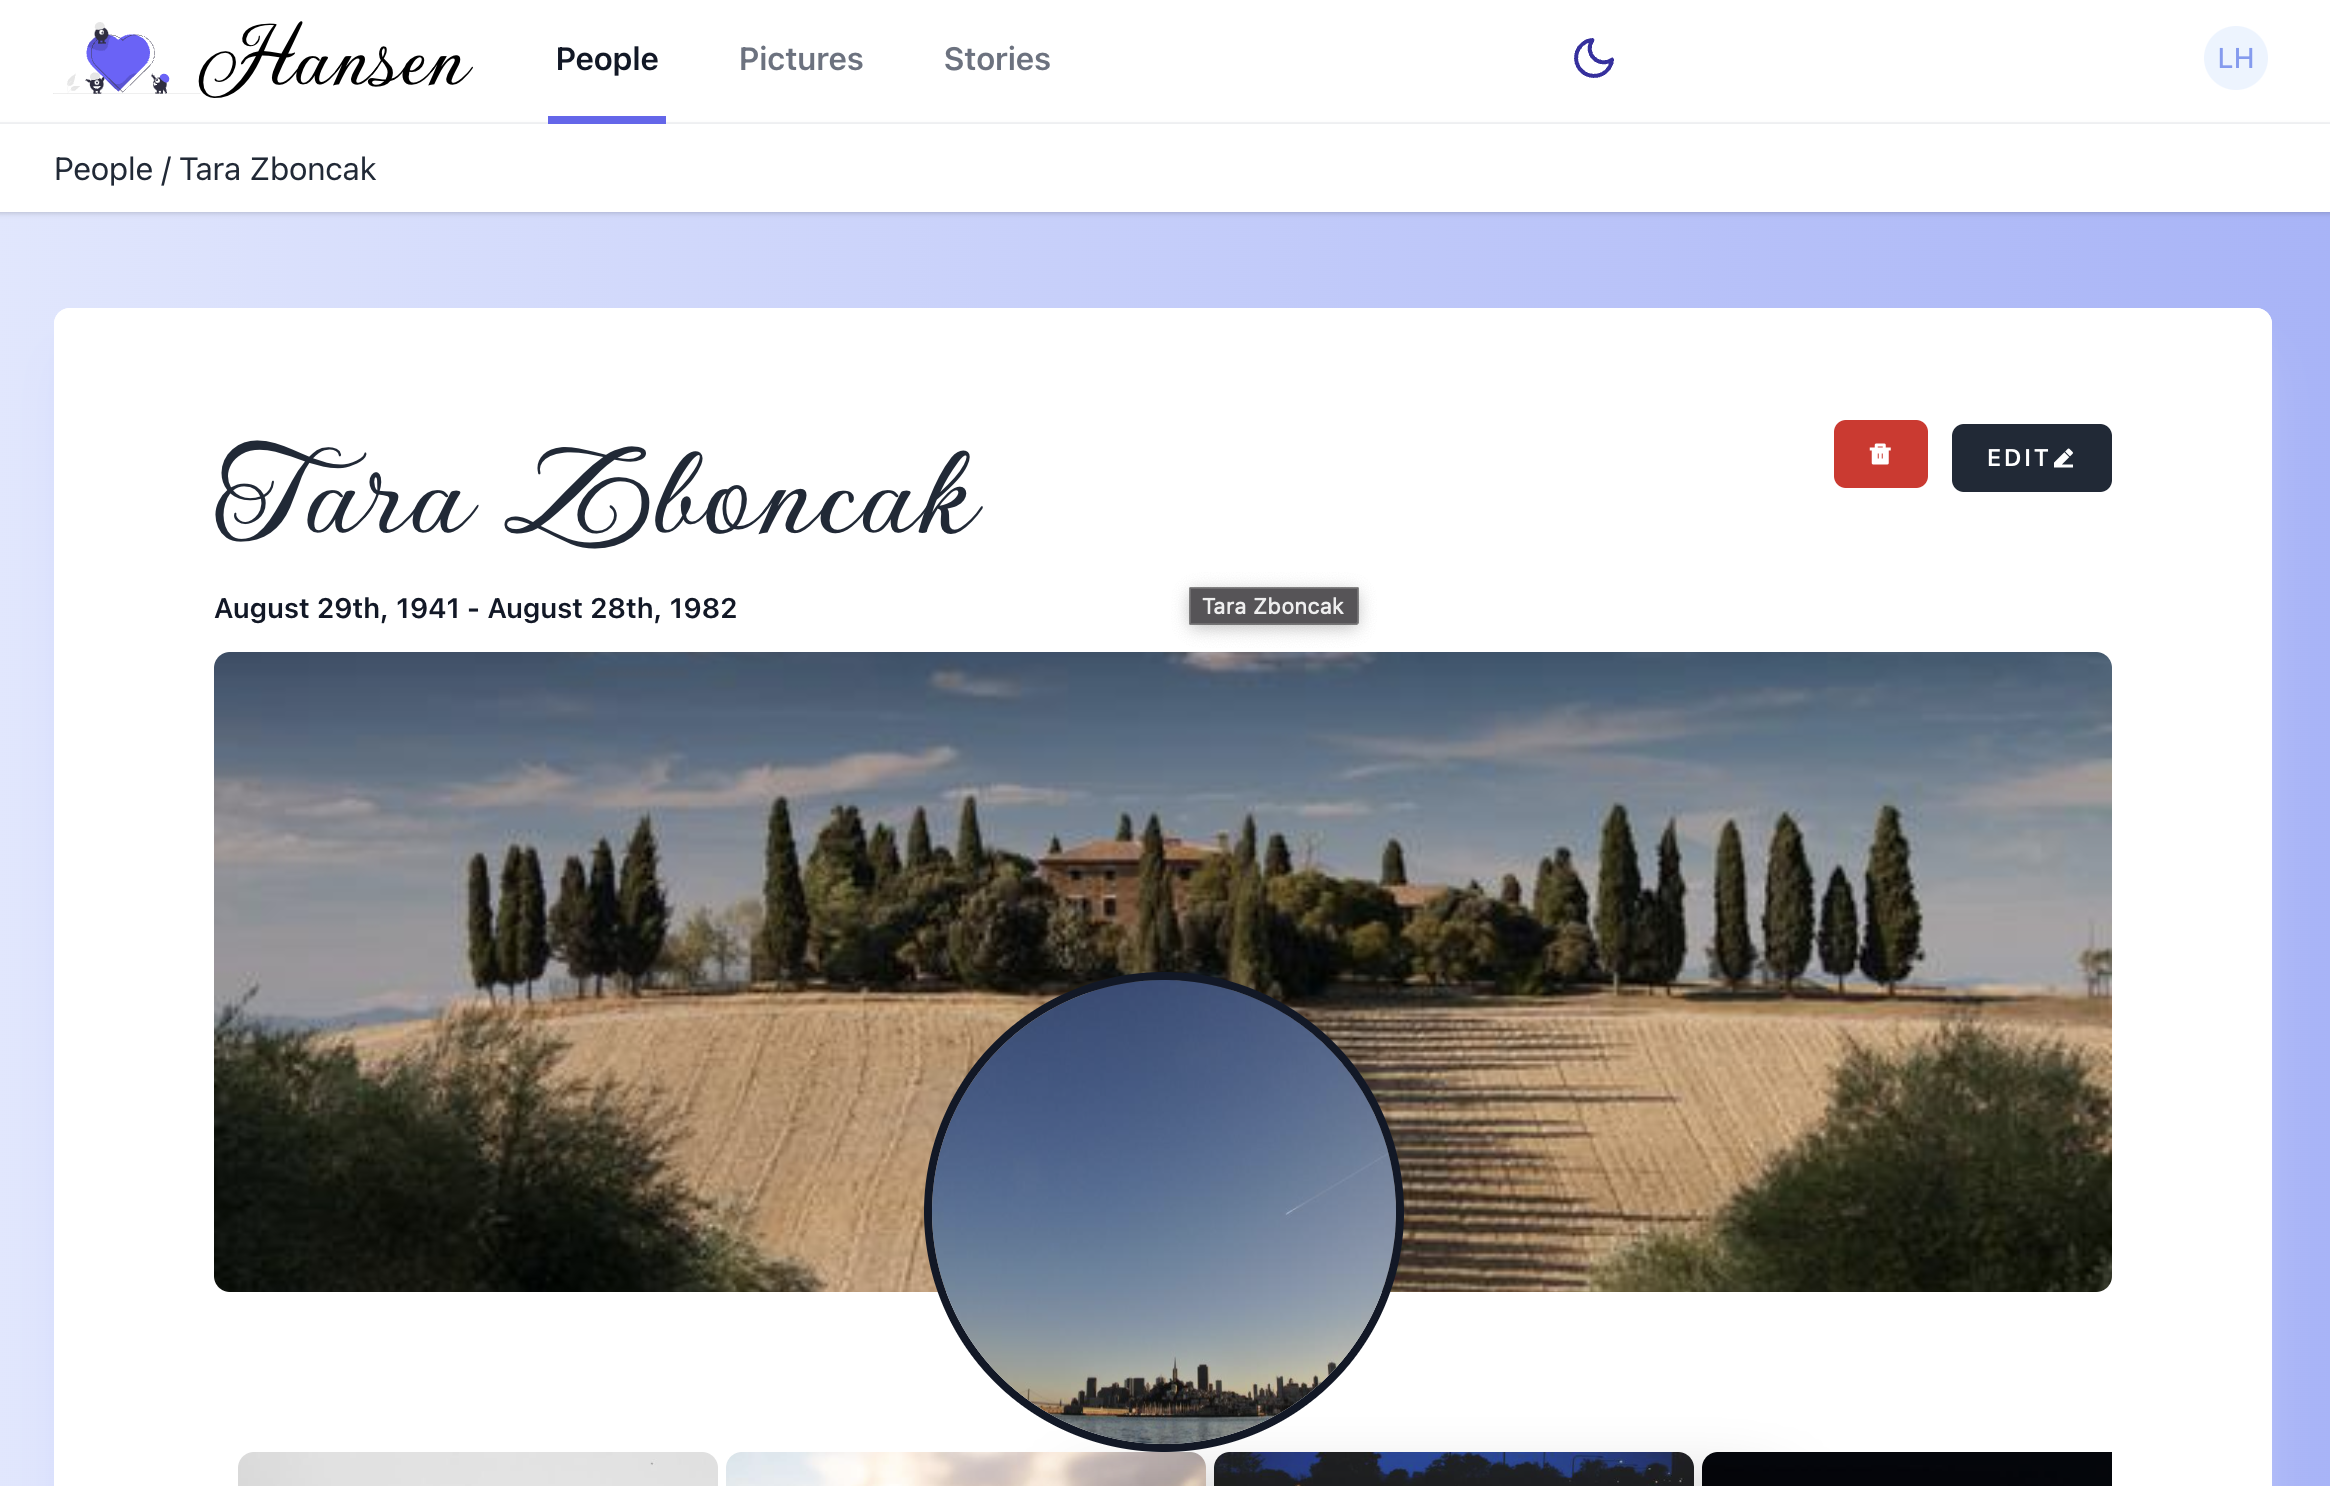 Hansen
People
Pictures
Stories
LH
People / Tara Zboncak
Tara Zboncak
EDIT
August 29th, 1941 - August 28th, 1982
Tara Zboncak